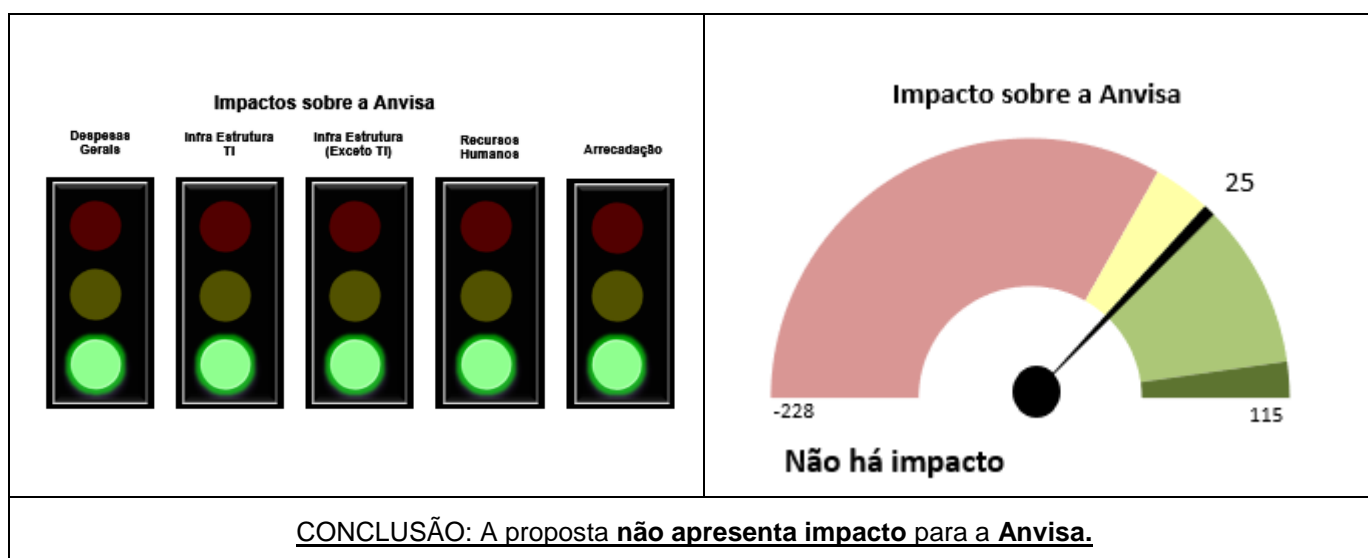 Impactos sobre a Anvisa
Despesas
Gerais
Infra Estrutura
TI
Infra Estrutura
(Exceto TI)
Recursos
Humanos
Arrecadação
Impacto sobre a Anvisa
25
-228
115
Não há impacto
CONCLUSÃO: A proposta não apresenta impacto para a Anvisa.